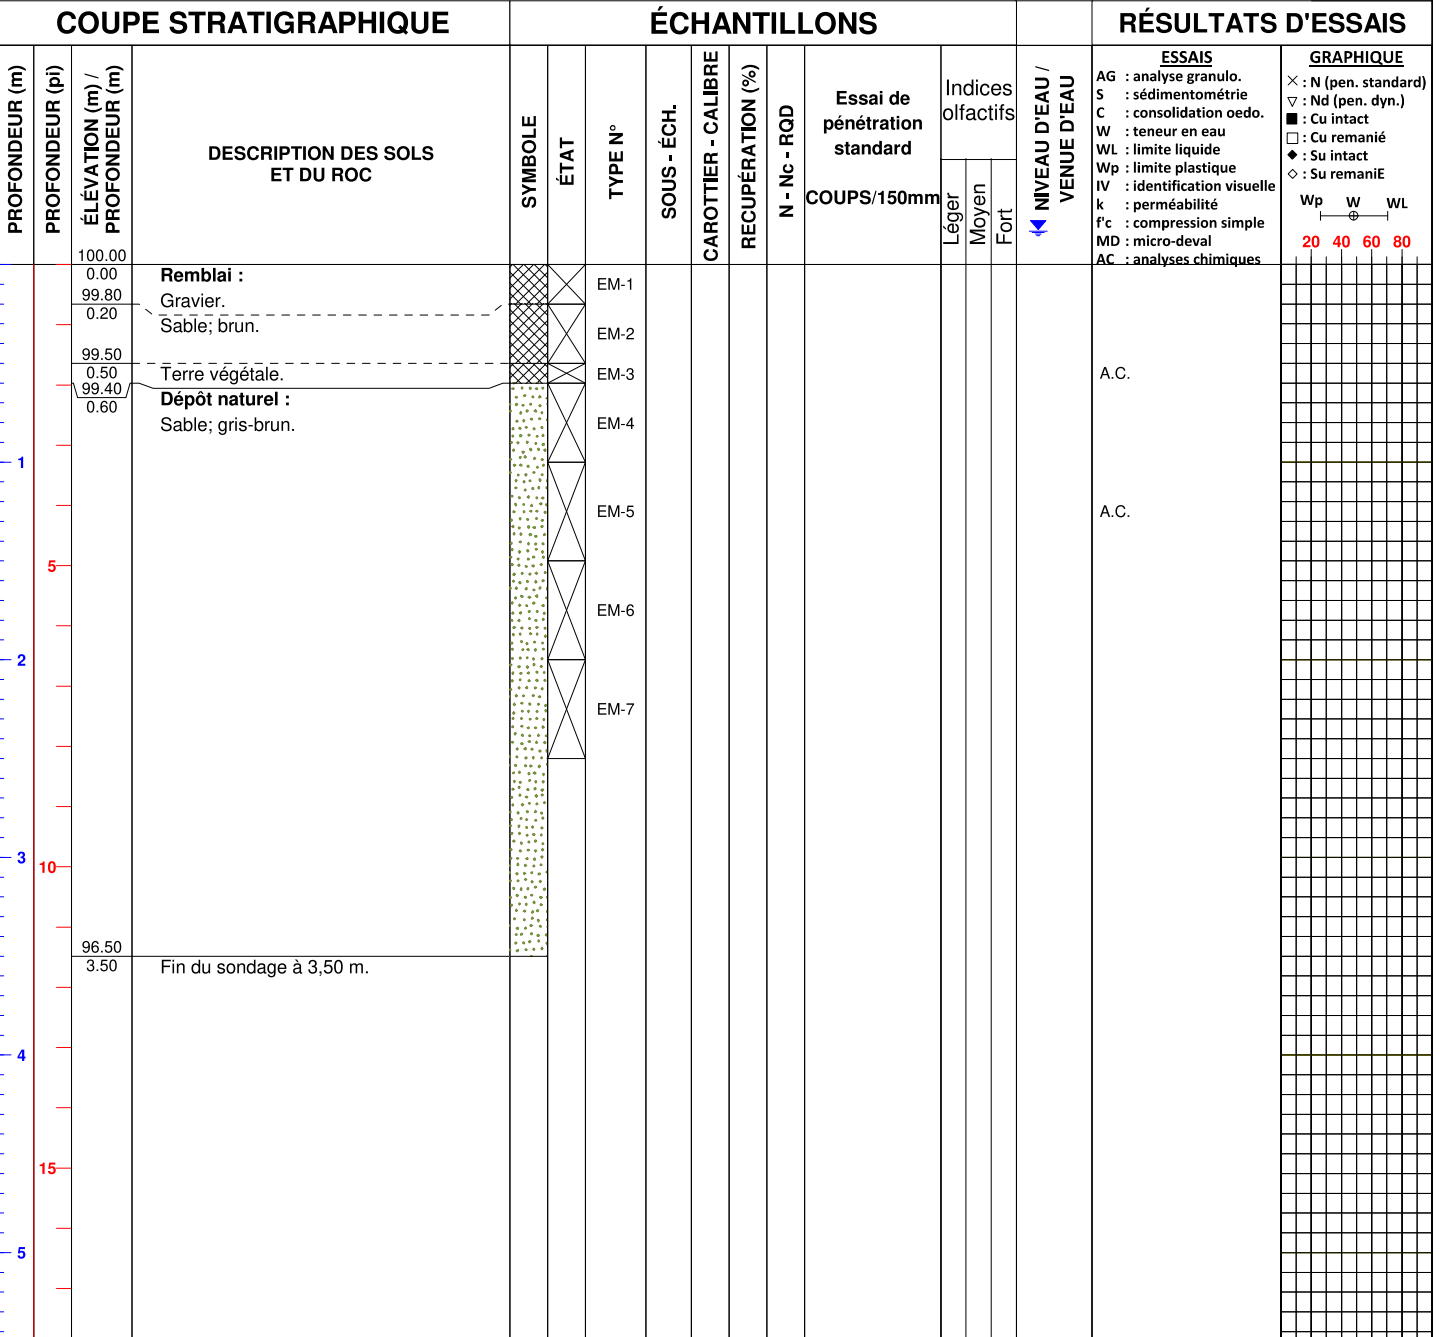 COUPE STRATIGRAPHIQUE
ÉCHANTILLONS
RÉSULTATS D'ESSAIS
PROFONDEUR (m)
PROFONDEUR (pi)
ÉLÉVATION (m) /
PROFONDEUR (m)
DESCRIPTION DES SOLS
ET DU ROC
SYMBOLE
ÉTAT
TYPE N°
SOUS - ÉCH.
CAROTTIER - CALIBRE
RECUPÉRATION (%)
N - Nc - RQD
Essai de
pénétration
standard
COUPS/150mm
Indices
olfactifs
Léger
Moyen
Fort
NIVEAU D'EAU /
VENUE D'EAU
ESSAIS
AG : analyse granulo.
S : sédimentométrie
C : consolidation oedo.
W : teneur en eau
WL : limite liquide
Wp : limite plastique
IV : identification visuelle
k : perméabilité
f'c : compression simple
MD : micro-deval
AC : analyses chimiques
GRAPHIQUE
× : N (pen. standard)
▽ : Nd (pen. dyn.)
■ : Cu intact
□ : Cu remanié
◆ : Su intact
◇ : Su remaniE
Wp W WL
20 40 60 80
100.00
0.00
Remblai :
EM-1
99.80
Gravier.
0.20
Sable; brun.
EM-2
99.50
0.50
Terre végétale.
EM-3
A.C.
99.40
Dépôt naturel :
0.60
Sable; gris-brun.
EM-4
1
EM-5
A.C.
5
EM-6
2
EM-7
3
10
96.50
3.50
Fin du sondage à 3,50 m.
4
15
5